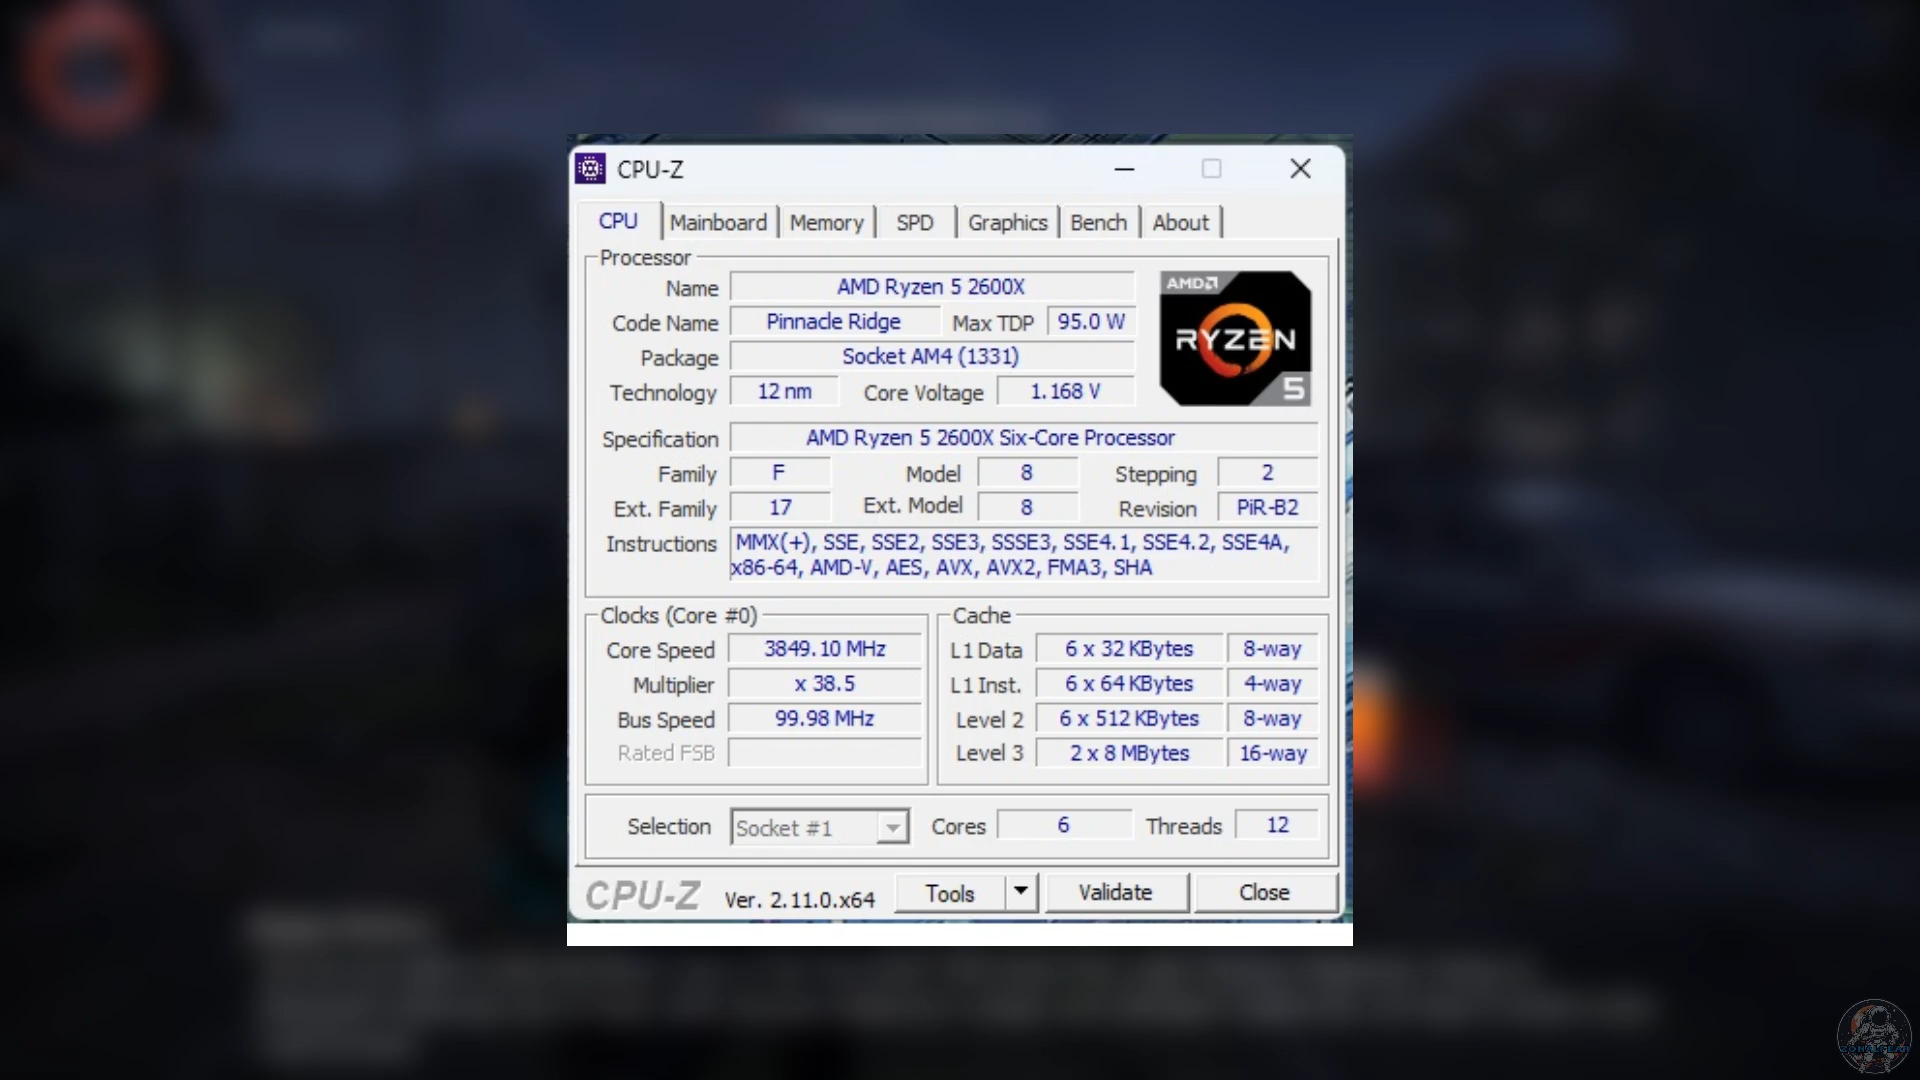 CPU-Z
CPU Mainboard Memory SPD Graphics Bench About
Processor
Name AMD Ryzen 5 2600X
Code Name Pinnacle Ridge Max TDP 95.0 W
Package Socket AM4 (1331)
Technology 12 nm Core Voltage 1.168 V
AMD
RYZEN
5
Specification AMD Ryzen 5 2600X Six-Core Processor
Family F Model 8 Stepping 2
Ext. Family 17 Ext. Model 8 Revision PiR-B2
Instructions MMX(+), SSE, SSE2, SSE3, SSSE3, SSE4.1, SSE4.2, SSE4A,
x86-64, AMD-V, AES, AVX, AVX2, FMA3, SHA
Clocks (Core #0)
Core Speed 3849.10 MHz
Multiplier x 38.5
Bus Speed 99.98 MHz
Rated FSB
Cache
L1 Data 6 x 32 KBytes 8-way
L1 Inst. 6 x 64 KBytes 4-way
Level 2 6 x 512 KBytes 8-way
Level 3 2 x 8 MBytes 16-way
Selection Socket #1 Cores 6 Threads 12
CPU-Z Ver. 2.11.0.x64 Tools Validate Close